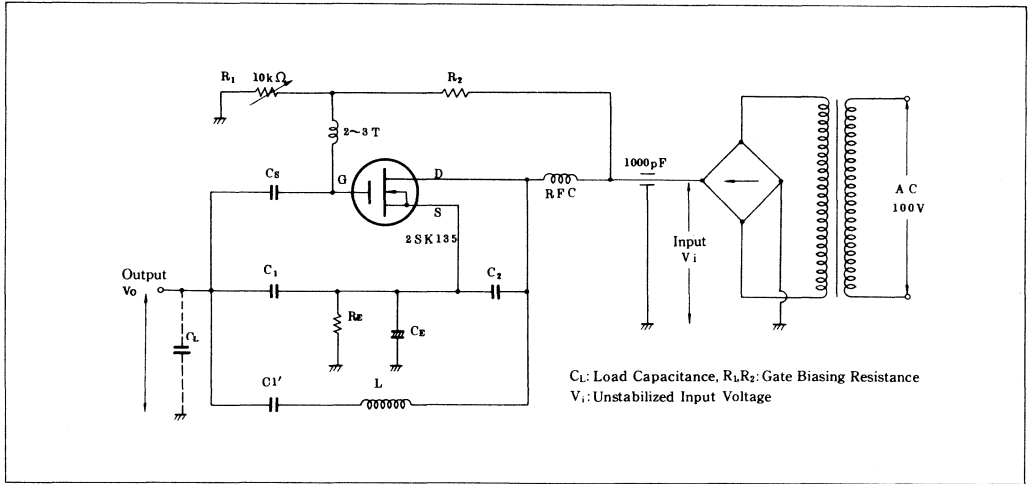 R₁ 10kΩ
R₂
2~3T
Cs
G
D
S
2SK135
RFC
1000pF
Input
Vi
AC
100V
Output
Vo
CL
C₁
RE
CE
C₂
C1'
L
CL: Load Capacitance, R₁,R₂: Gate Biasing Resistance
Vi: Unstabilized Input Voltage